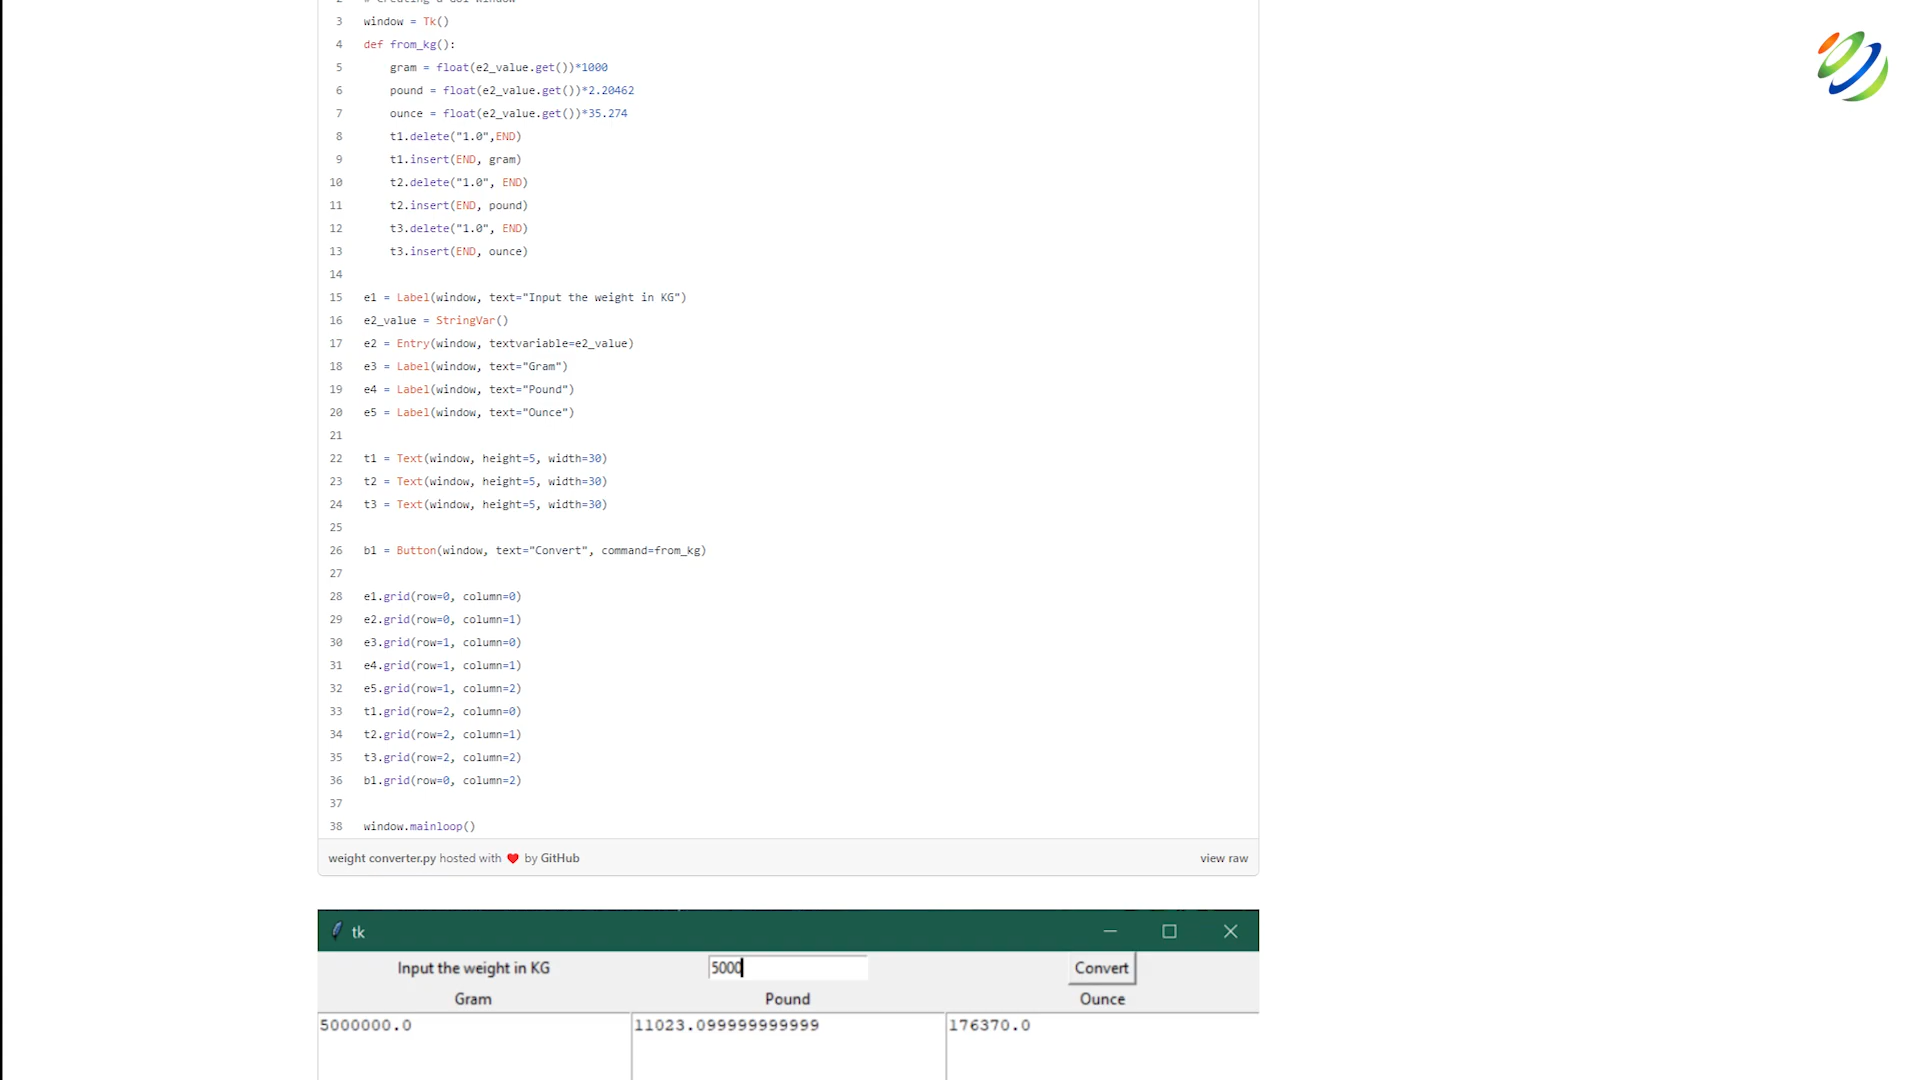 3 window = Tk()
4 def from_kg():
5 gram = float(e2_value.get())*1000
6 pound = float(e2_value.get())*2.20462
7 ounce = float(e2_value.get())*35.274
8 t1.delete("1.0",END)
9 t1.insert(END, gram)
10 t2.delete("1.0", END)
11 t2.insert(END, pound)
12 t3.delete("1.0", END)
13 t3.insert(END, ounce)
14
15 e1 = Label(window, text="Input the weight in KG")
16 e2_value = StringVar()
17 e2 = Entry(window, textvariable=e2_value)
18 e3 = Label(window, text="Gram")
19 e4 = Label(window, text="Pound")
20 e5 = Label(window, text="Ounce")
21
22 t1 = Text(window, height=5, width=30)
23 t2 = Text(window, height=5, width=30)
24 t3 = Text(window, height=5, width=30)
25
26 b1 = Button(window, text="Convert", command=from_kg)
27
28 e1.grid(row=0, column=0)
29 e2.grid(row=0, column=1)
30 e3.grid(row=1, column=0)
31 e4.grid(row=1, column=1)
32 e5.grid(row=1, column=2)
33 t1.grid(row=2, column=0)
34 t2.grid(row=2, column=1)
35 t3.grid(row=2, column=2)
36 b1.grid(row=0, column=2)
37
38 window.mainloop()
weight converter.py hosted with ❤ by GitHub view raw
tk
Input the weight in KG 5000 Convert
Gram Pound Ounce
5000000.0 11023.099999999999 176370.0